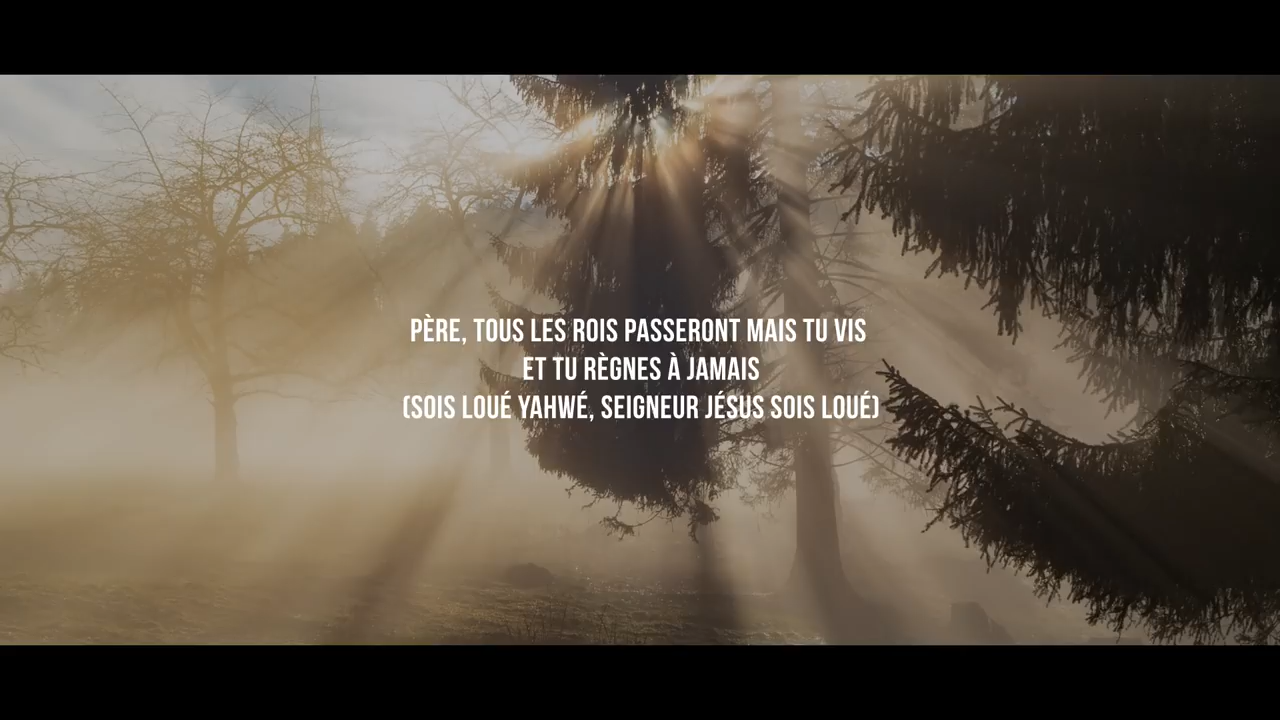 PÈRE, TOUS LES ROIS PASSERONT MAIS TU VIS
ET TU RÈGNES À JAMAIS
(SOIS LOUÉ YAHWÉ, SEIGNEUR JÉSUS SOIS LOUÉ)